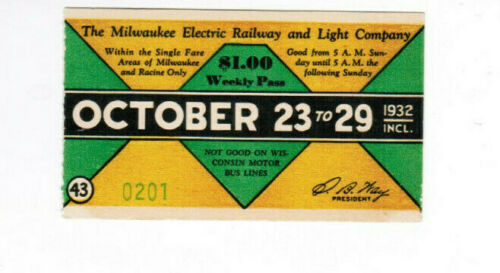 The Milwaukee Electric Railway and Light Company
Within the Single Fare
Areas of Milwaukee
and Racine Only
$1.00
Weekly Pass
Good from 5 A. M. Sun-
day until 5 A. M. the
following Sunday
OCTOBER 23 TO 29 1932
INCL.
NOT GOOD ON WIS-
CONSIN MOTOR
BUS LINES
43
0201
S. B. Way
PRESIDENT